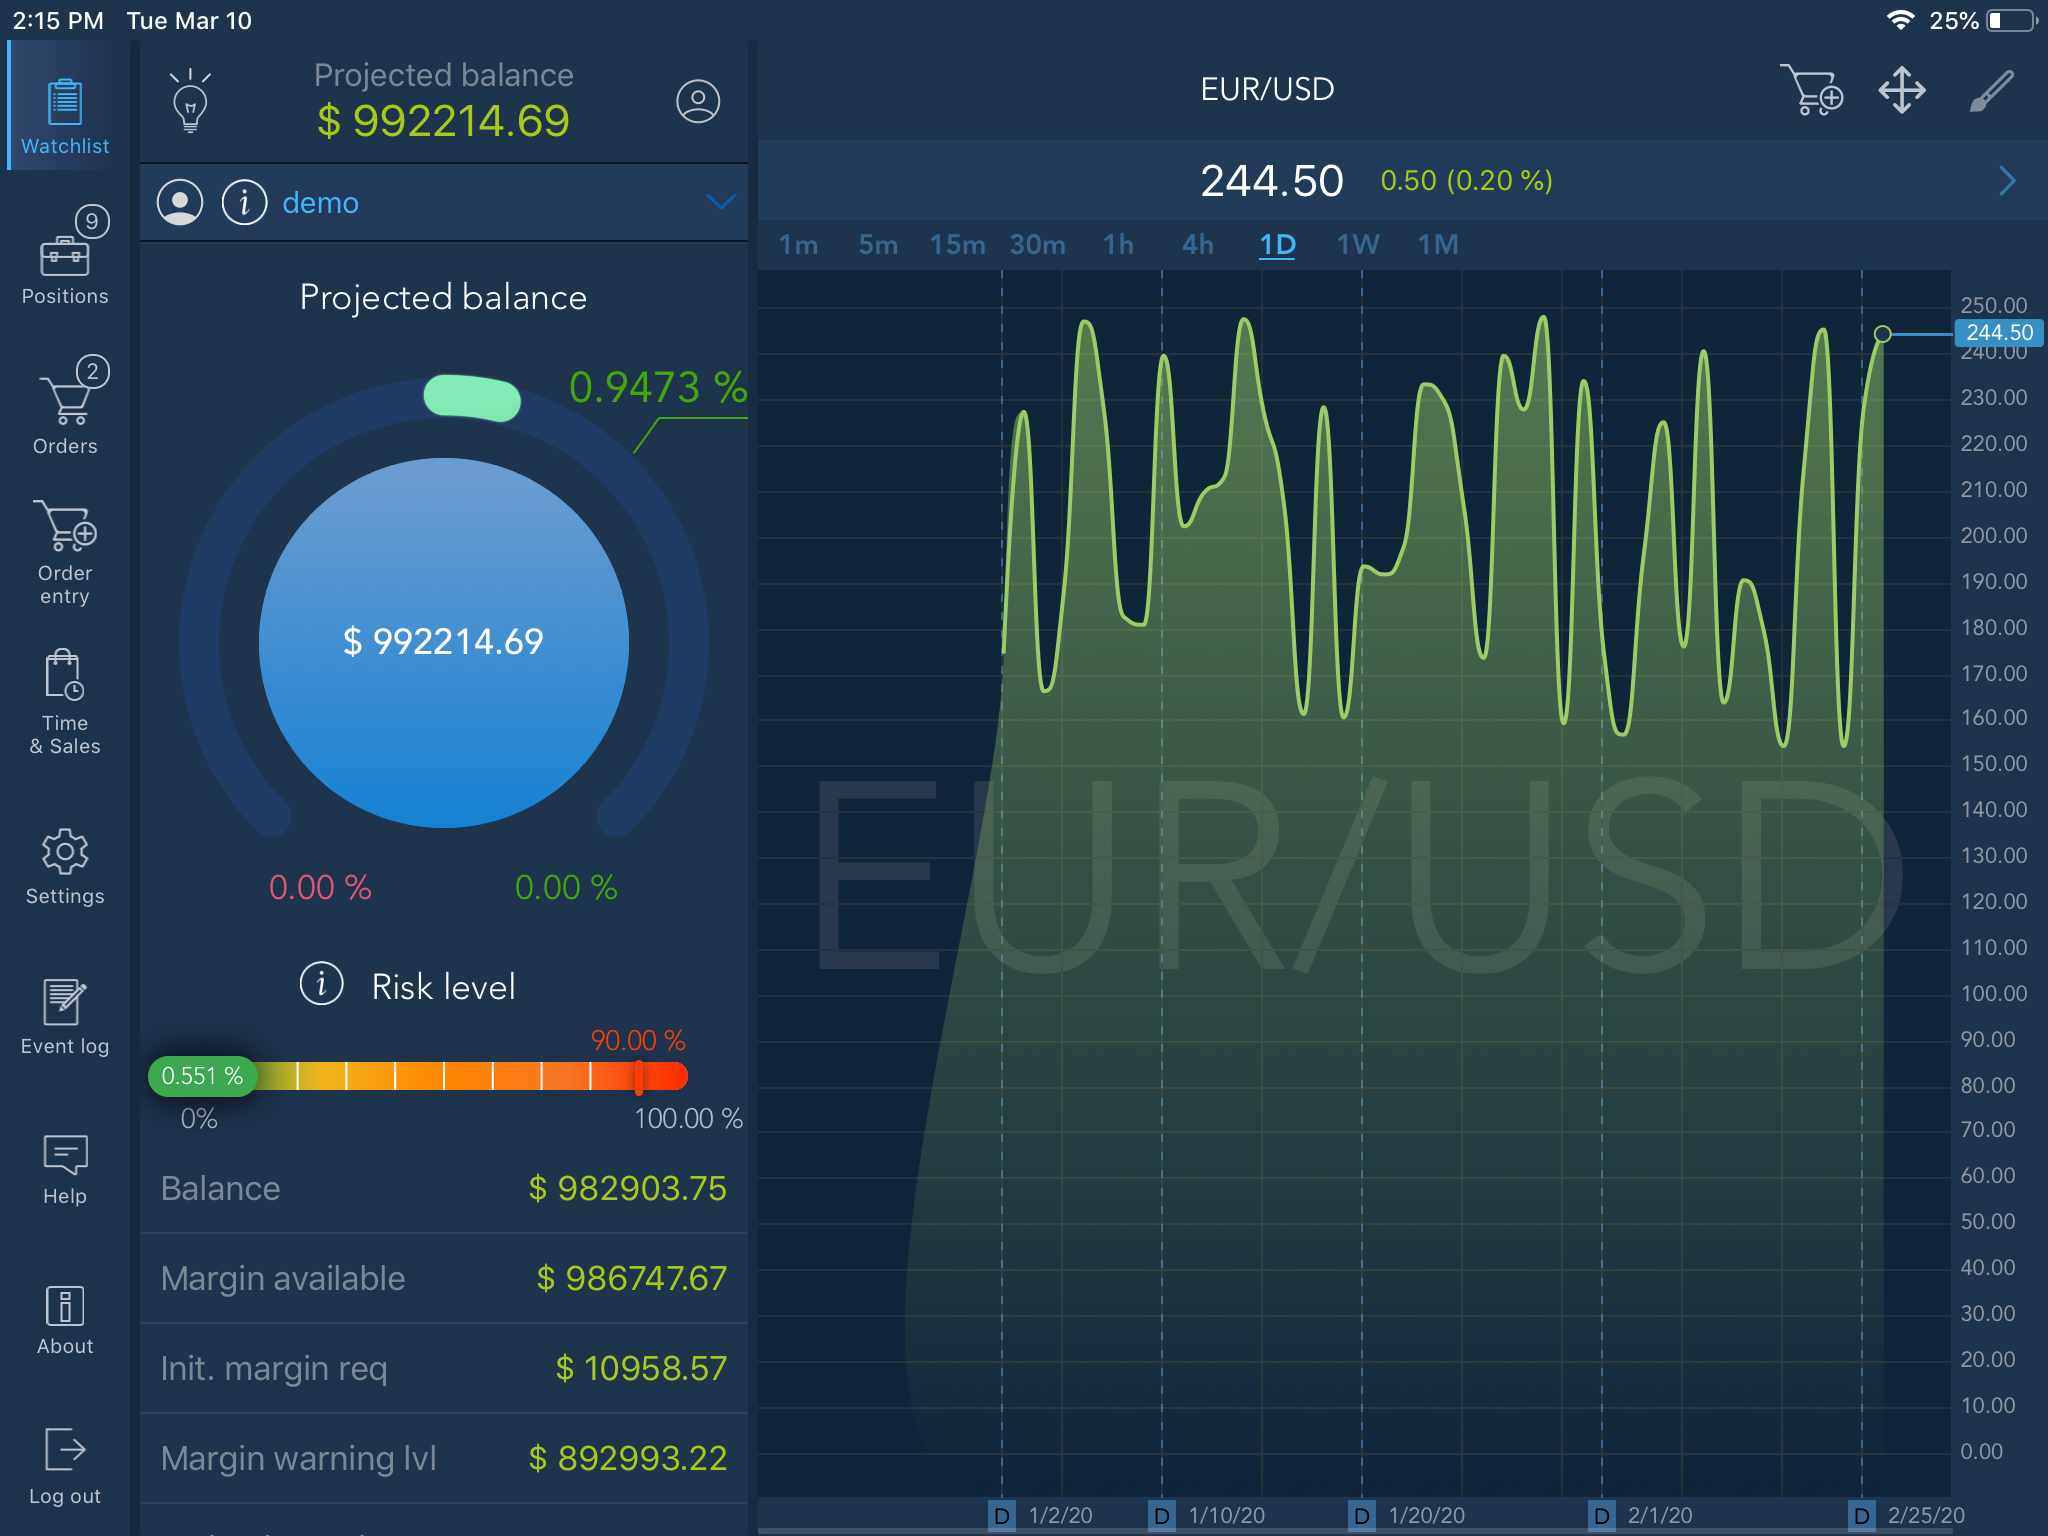 2:15 PM Tue Mar 10
25%
Watchlist
9
Positions
2
Orders
Order
entry
Time
& Sales
Settings
Event log
Help
About
Log out
Projected balance
$ 992214.69
i demo
Projected balance
0.9473 %
$ 992214.69
0.00 % 0.00 %
i Risk level
90.00 %
0.551 %
0% 100.00 %
Balance $ 982903.75
Margin available $ 986747.67
Init. margin req $ 10958.57
Margin warning lvl $ 892993.22
EUR/USD
244.50 0.50 (0.20 %)
1m 5m 15m 30m 1h 4h 1D 1W 1M
EUR/USD
250.00
244.50
240.00
230.00
220.00
210.00
200.00
190.00
180.00
170.00
160.00
150.00
140.00
130.00
120.00
110.00
100.00
90.00
80.00
70.00
60.00
50.00
40.00
30.00
20.00
10.00
0.00
D 1/2/20 D 1/10/20 D 1/20/20 D 2/1/20 D 2/25/20